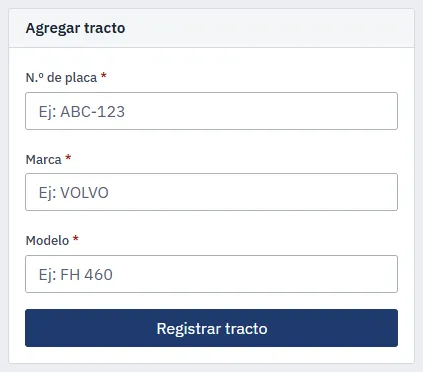 Agregar tracto
N.º de placa *
Ej: ABC-123
Marca *
Ej: VOLVO
Modelo *
Ej: FH 460
Registrar tracto